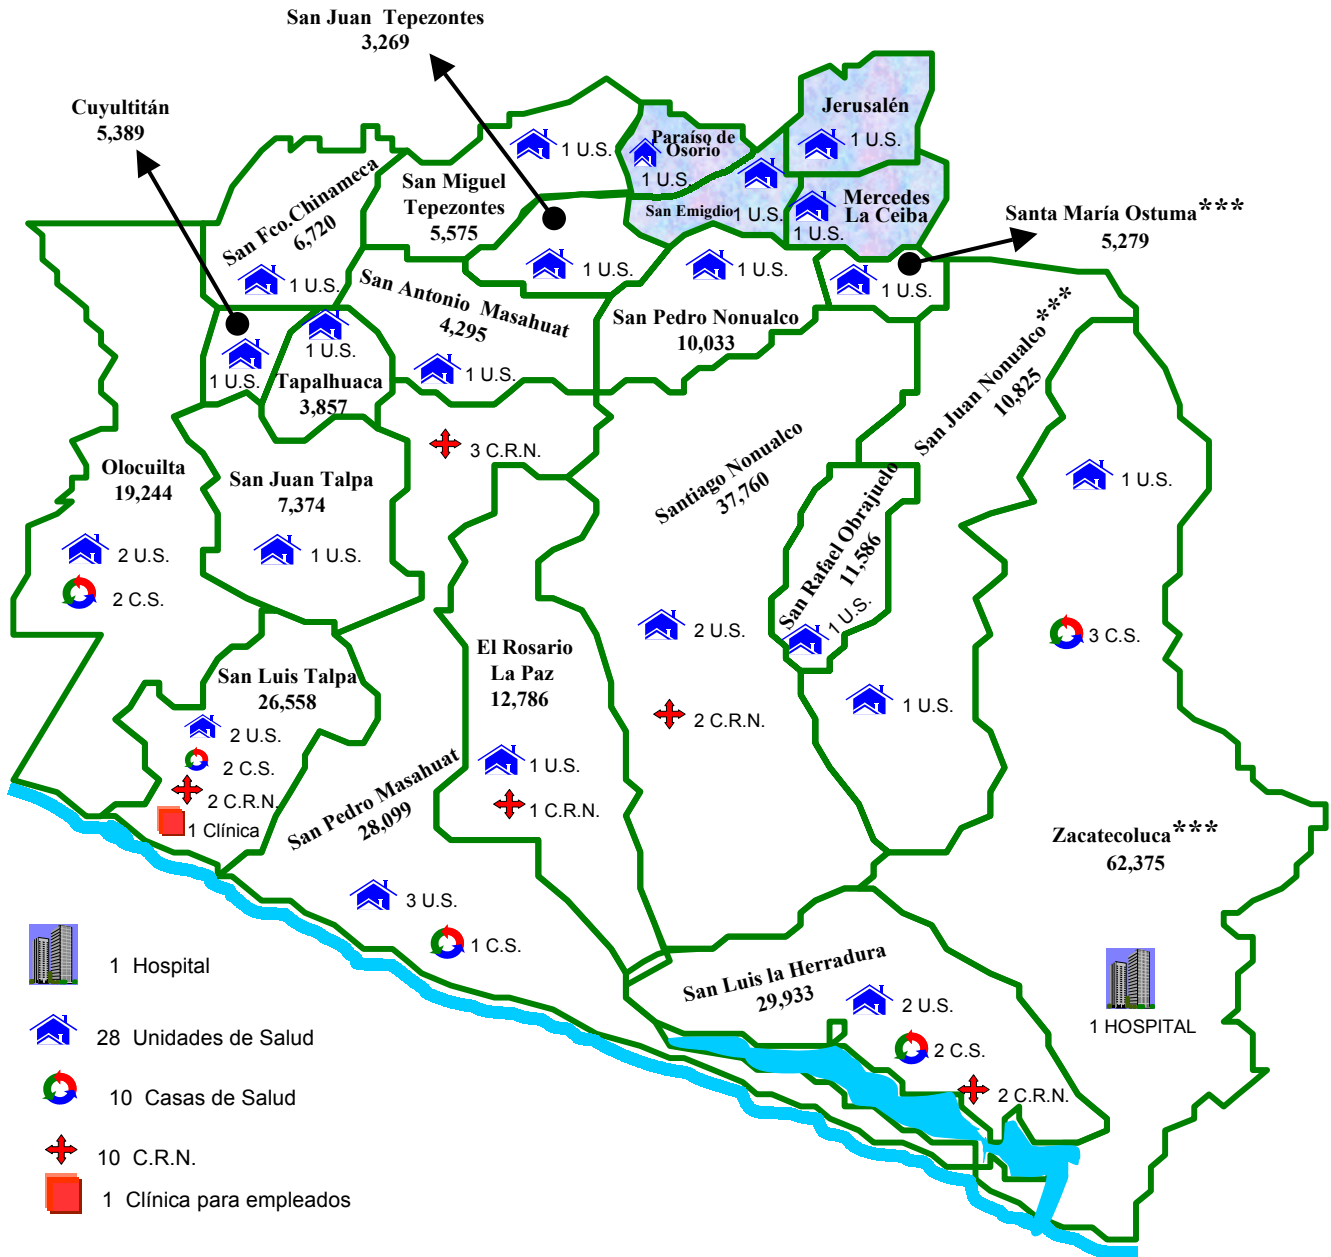 San Juan Tepezontes
3,269
Cuyultitán
5,389
Jerusalén
1 U.S.
1 U.S.
Paraíso de
Osorio
1 U.S.
San Fco.Chinameca
6,720
1 U.S.
San Miguel
Tepezontes
5,575
San Emigdio
1 U.S.
Mercedes
La Ceiba
1 U.S.
Santa María Ostuma***
5,279
1 U.S.
1 U.S.
1 U.S.
San Antonio Masahuat
4,295
1 U.S.
San Pedro Nonualco
10,033
1 U.S.
1 U.S.
Tapalhuaca
3,857
San Juan Nonualco***
10,825
1 U.S.
3 C.R.N.
Olocuilta
19,244
2 U.S.
2 C.S.
San Juan Talpa
7,374
1 U.S.
Santiago Nonualco
37,760
2 U.S.
2 C.R.N.
San Rafael Obrajuelo
11,586
1 U.S.
1 U.S.
3 C.S.
El Rosario
La Paz
12,786
1 U.S.
1 C.R.N.
San Luis Talpa
26,558
2 U.S.
2 C.S.
2 C.R.N.
1 Clínica
San Pedro Masahuat
28,099
3 U.S.
1 C.S.
Zacatecoluca***
62,375
1 HOSPITAL
San Luis la Herradura
29,933
2 U.S.
2 C.S.
2 C.R.N.
1 Hospital
28 Unidades de Salud
10 Casas de Salud
10 C.R.N.
1 Clínica para empleados